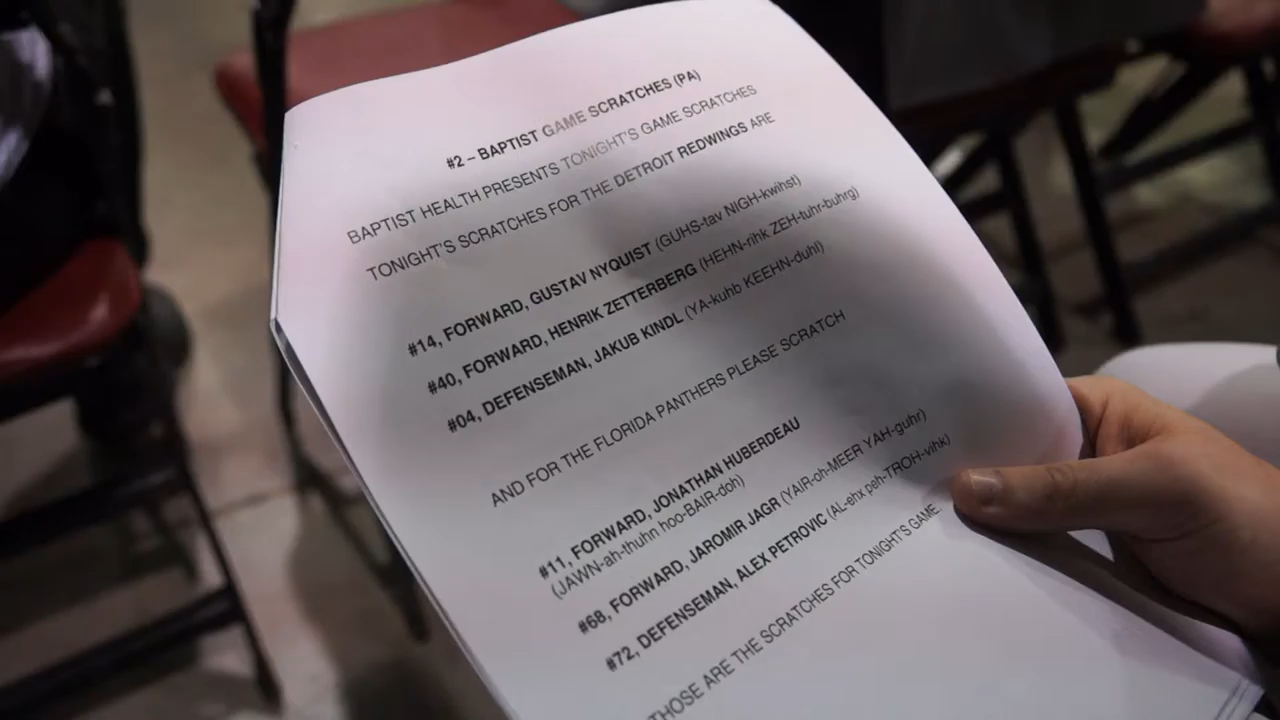 #2 – BAPTIST GAME SCRATCHES (PA)
BAPTIST HEALTH PRESENTS TONIGHT'S GAME SCRATCHES
TONIGHT'S SCRATCHES FOR THE DETROIT REDWINGS ARE
#14, FORWARD, GUSTAV NYQUIST (GUHS-tav NIGH-kwihst)
#40, FORWARD, HENRIK ZETTERBERG (HEHN-rihk ZEH-tuhr-buhrg)
#04, DEFENSEMAN, JAKUB KINDL (YA-kuhb KEEHN-duhl)
AND FOR THE FLORIDA PANTHERS PLEASE SCRATCH
#11, FORWARD, JONATHAN HUBERDEAU
(JAWN-ah-thuhn hoo-BAIR-doh)
#68, FORWARD, JAROMIR JAGR (YAIR-oh-MEER YAH-guhr)
#72, DEFENSEMAN, ALEX PETROVIC (AL-ehx peh-TROH-vihk)
THOSE ARE THE SCRATCHES FOR TONIGHT'S GAME.